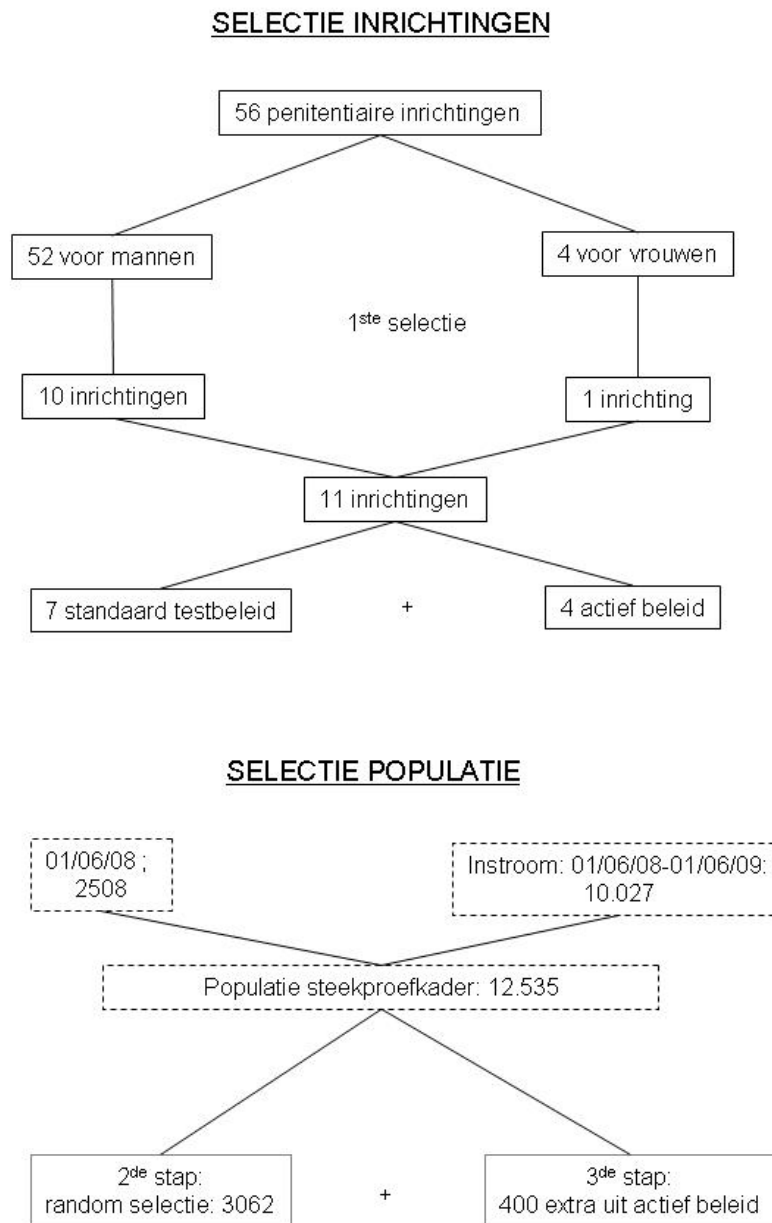 SELECTIE INRICHTINGEN
56 penitentiaire inrichtingen
52 voor mannen
4 voor vrouwen
1ste selectie
10 inrichtingen
1 inrichting
11 inrichtingen
7 standaard testbeleid
+
4 actief beleid
SELECTIE POPULATIE
01/06/08 ;
2508
Instroom: 01/06/08-01/06/09:
10.027
Populatie steekproefkader: 12.535
2de stap:
random selectie: 3062
+
3de stap:
400 extra uit actief beleid